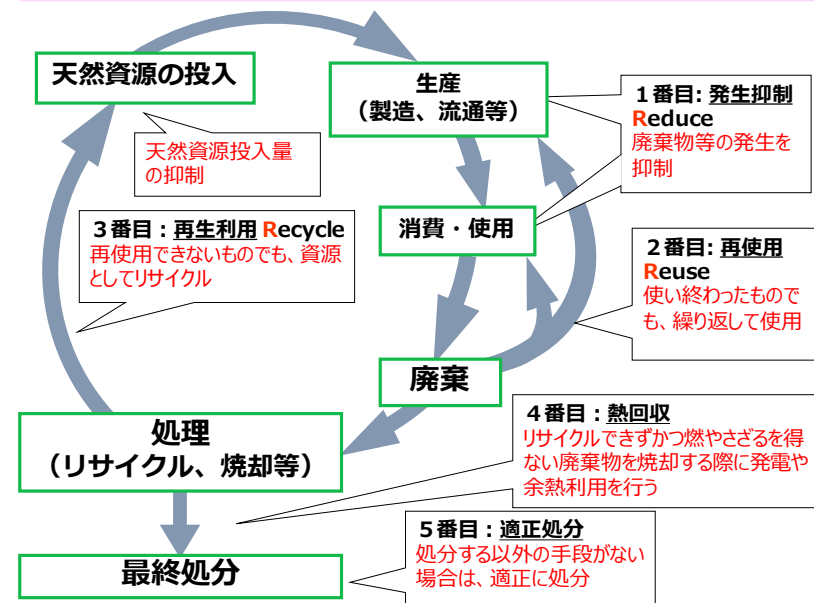 天然資源の投入
生産
（製造、流通等）
1番目: 発生抑制
Reduce
廃棄物等の発生を
抑制
天然資源投入量
の抑制
3番目：再生利用 Recycle
再使用できないものでも、資源
としてリサイクル
消費・使用
2番目: 再使用
Reuse
使い終わったもので
も、繰り返して使用
廃棄
処理
（リサイクル、焼却等）
4番目：熱回収
リサイクルできずかつ燃やさざるを得
ない廃棄物を焼却する際に発電や
余熱利用を行う
最終処分
5番目：適正処分
処分する以外の手段がない
場合は、適正に処分